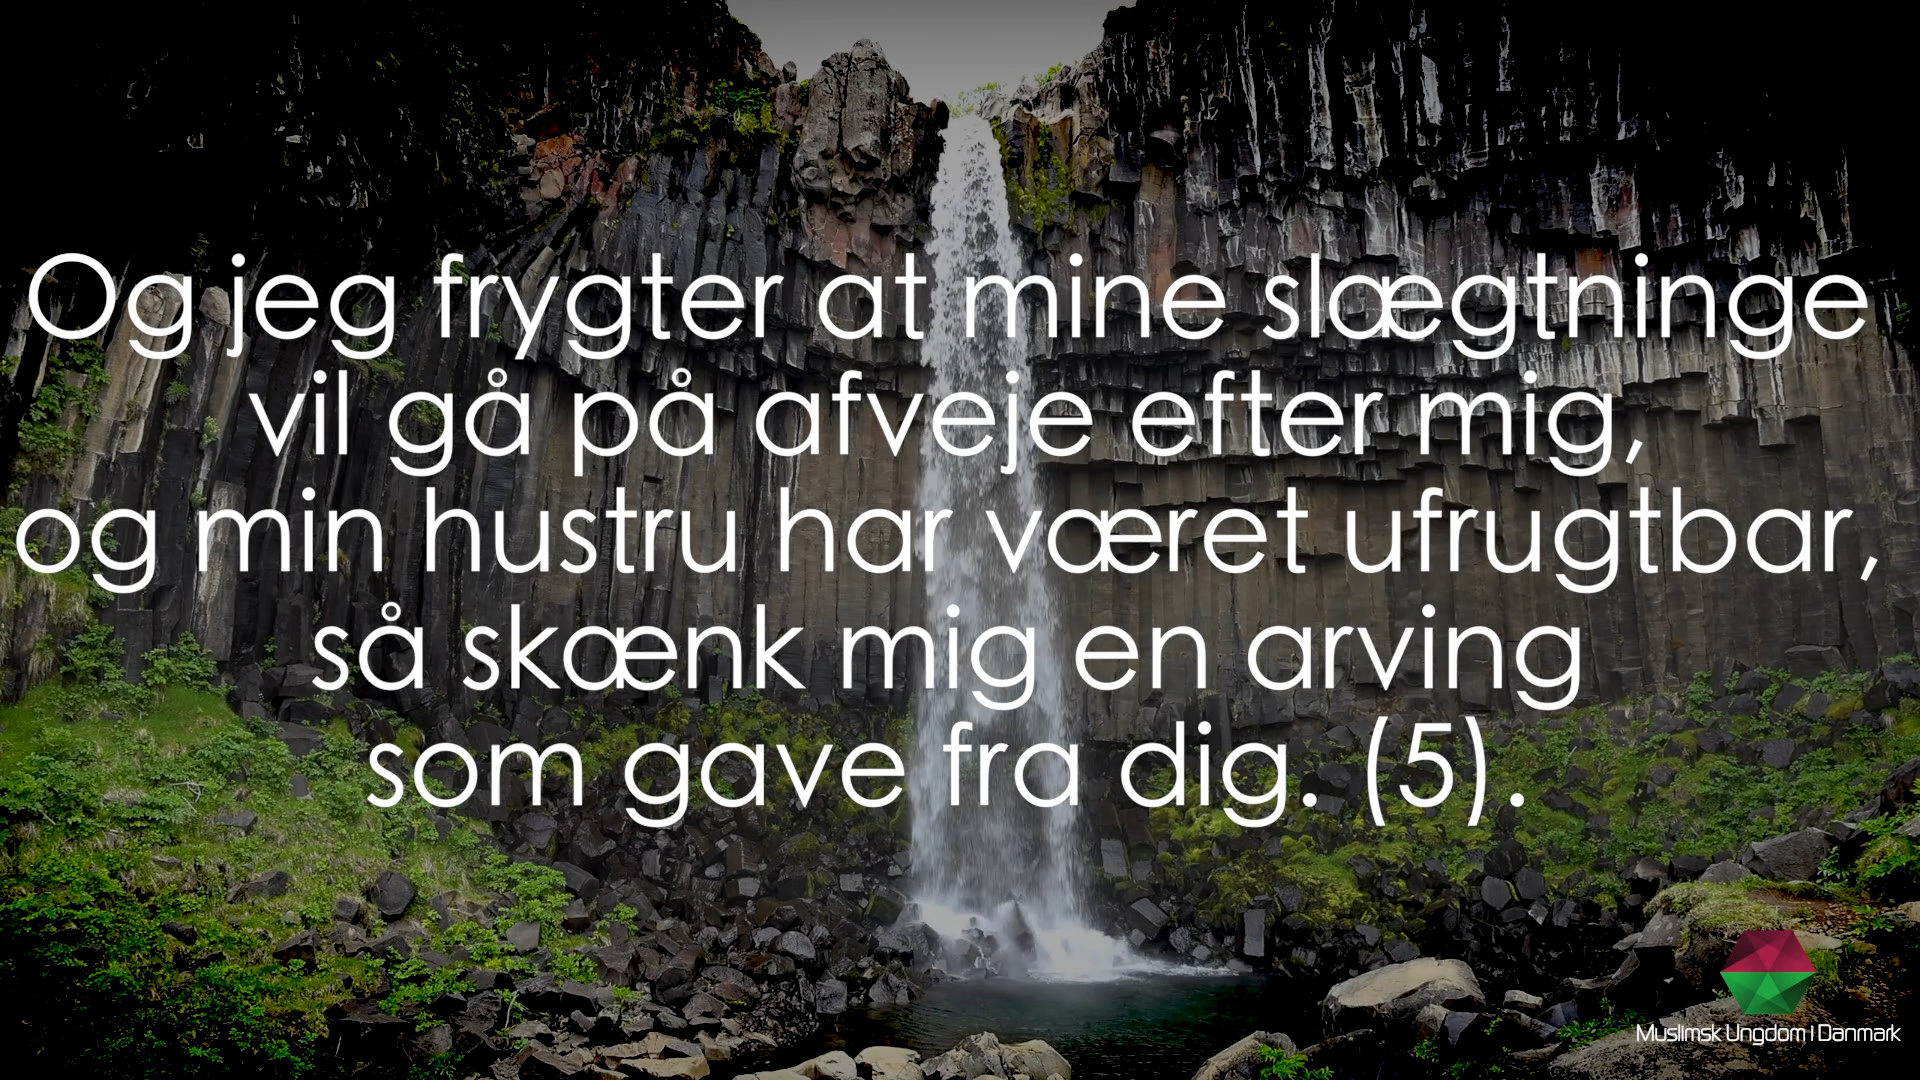 Og jeg frygter at mine slægtninge
vil gå på afveje efter mig,
og min hustru har været ufrugtbar,
så skænk mig en arving
som gave fra dig. (5).
Muslimsk Ungdom i Danmark